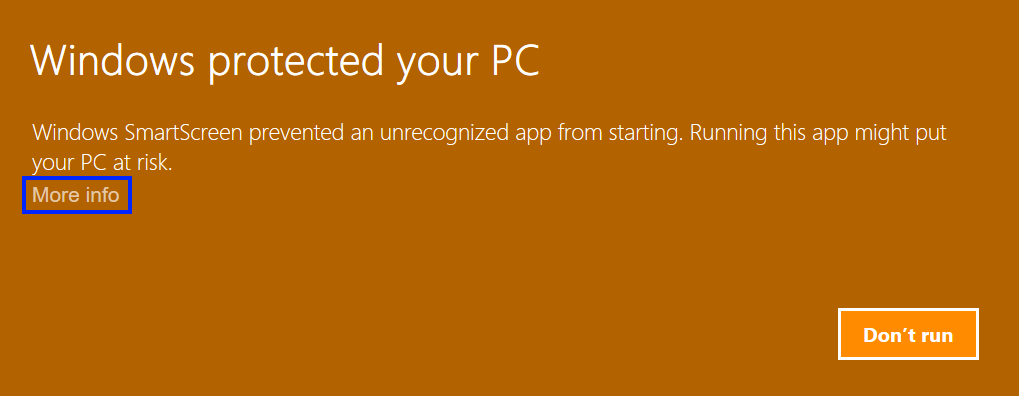 Windows protected your PC
Windows SmartScreen prevented an unrecognized app from starting. Running this app might put
your PC at risk.
More info
Don't run